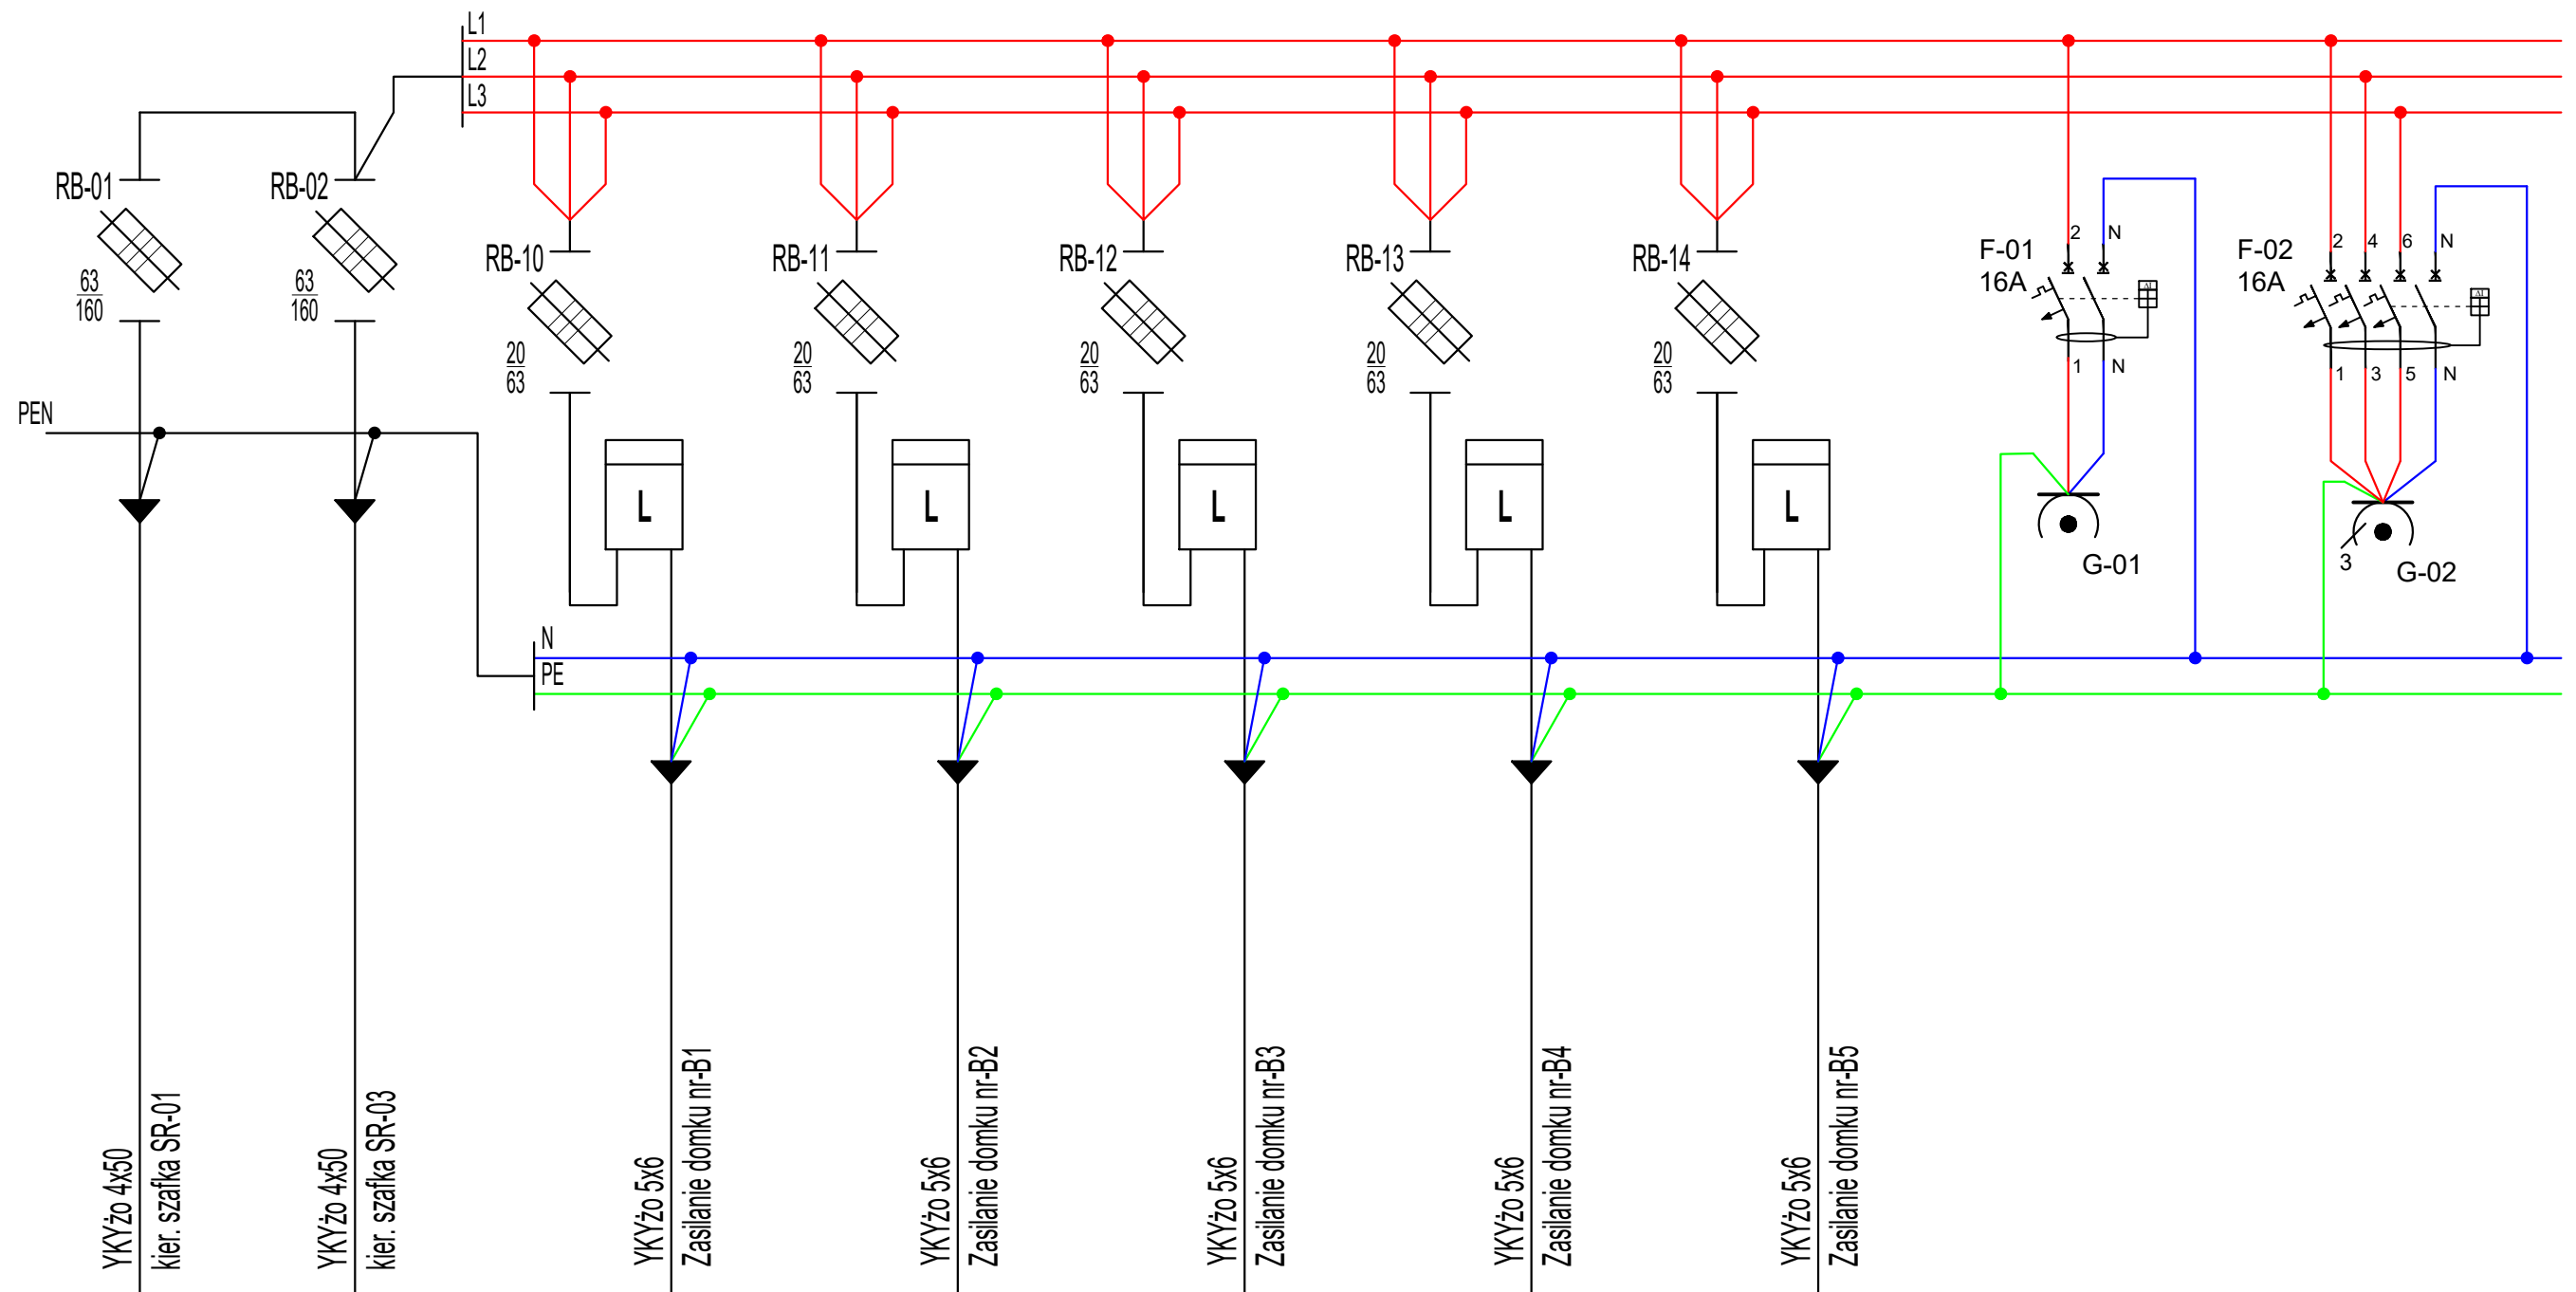 L1
L2
L3
RB-01
63
160
RB-02
63
160
RB-10
20
63
RB-11
20
63
RB-12
20
63
RB-13
20
63
RB-14
20
63
F-01
16A
2
N
ΔI
1
N
G-01
F-02
16A
2
4
6
N
ΔI
1
3
5
N
3
G-02
PEN
L
L
L
L
L
N
PE
YKYżo 4x50
kier. szafka SR-01
YKYżo 4x50
kier. szafka SR-03
YKYżo 5x6
Zasilanie domku nr-B1
YKYżo 5x6
Zasilanie domku nr-B2
YKYżo 5x6
Zasilanie domku nr-B3
YKYżo 5x6
Zasilanie domku nr-B4
YKYżo 5x6
Zasilanie domku nr-B5